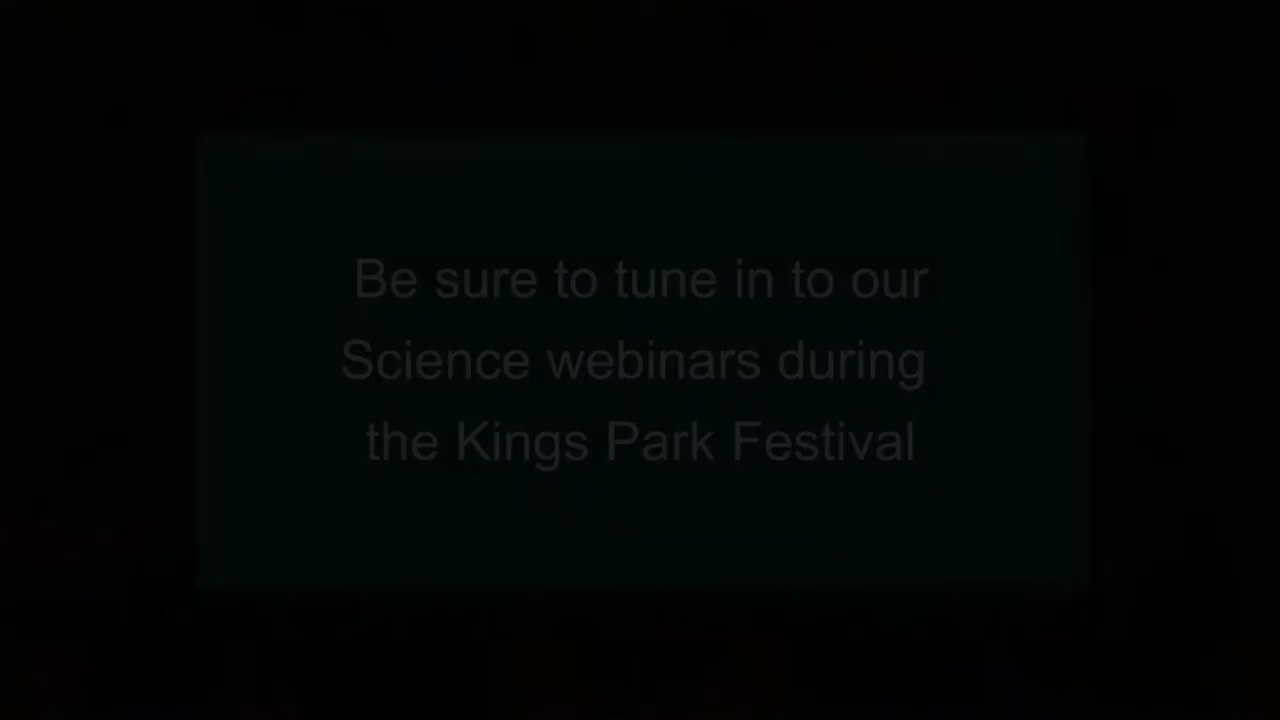 Be sure to tune in to our
Science webinars during
the Kings Park Festival